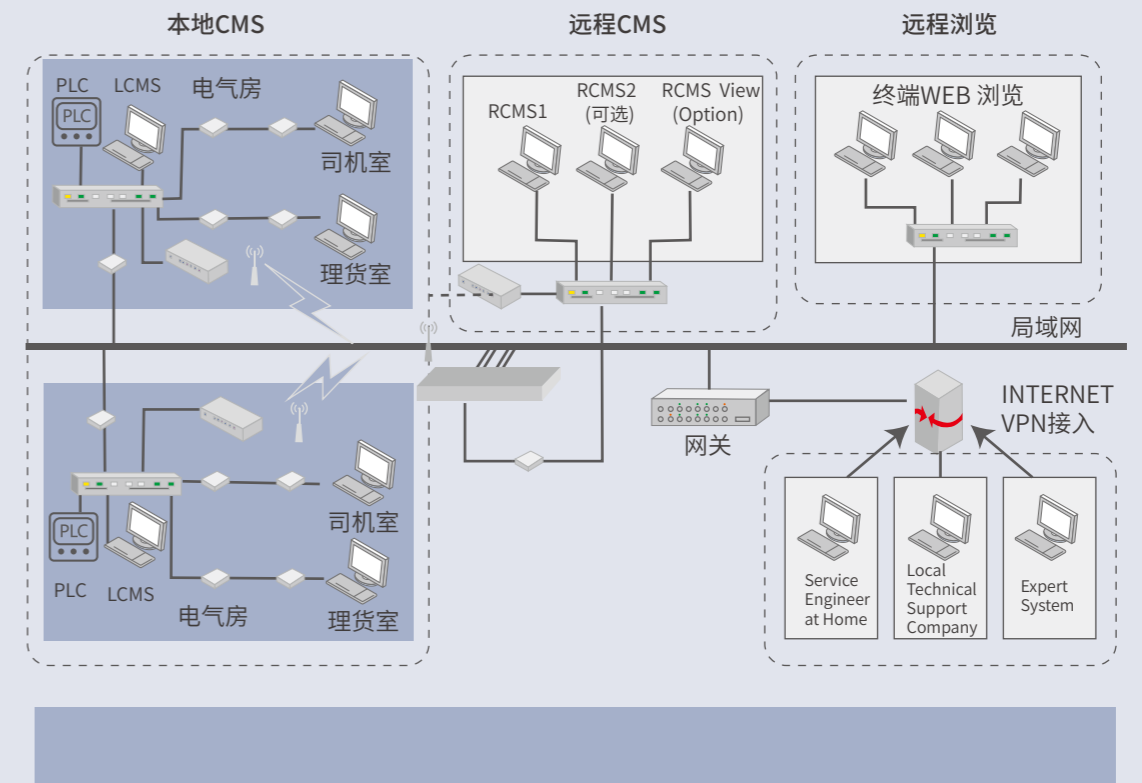 本地CMS
远程CMS
远程浏览
PLC
LCMS
电气房
PLC
司机室
理货室
RCMS1
RCMS2
(可选)
RCMS View
(Option)
终端WEB 浏览
局域网
网关
INTERNET
VPN接入
PLC
PLC
LCMS
电气房
司机室
理货室
Service
Engineer
at Home
Local
Technical
Support
Company
Expert
System